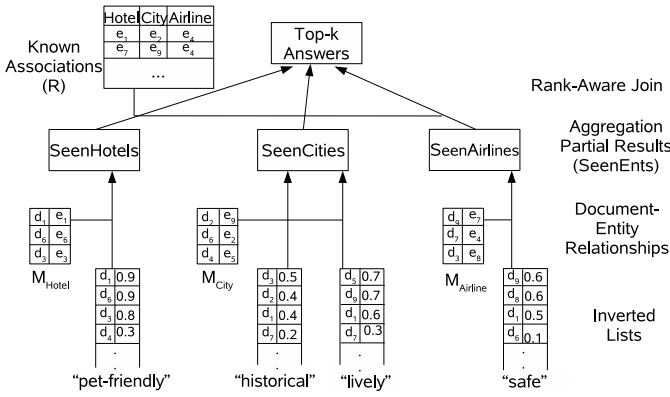 Hotel City Airline
e1 e2 e4
e7 e9 e4
...
Known
Associations
(R)
Top-k
Answers
Rank-Aware Join
SeenHotels
SeenCities
SeenAirlines
Aggregation
Partial Results
(SeenEnts)
d1 e1
d6 e6
d3 e3
MHotel
d2 e9
d6 e2
d4 e5
MCity
d9 e7
d7 e4
d3 e8
MAirline
Document-
Entity
Relationships
d1 0.9
d6 0.9
d3 0.8
d4 0.3
d3 0.5
d2 0.4
d1 0.4
d7 0.2
d5 0.7
d9 0.7
d1 0.6
d7 0.3
d9 0.6
d8 0.6
d1 0.5
d6 0.1
Inverted
Lists
“pet-friendly” “historical” “lively” “safe”